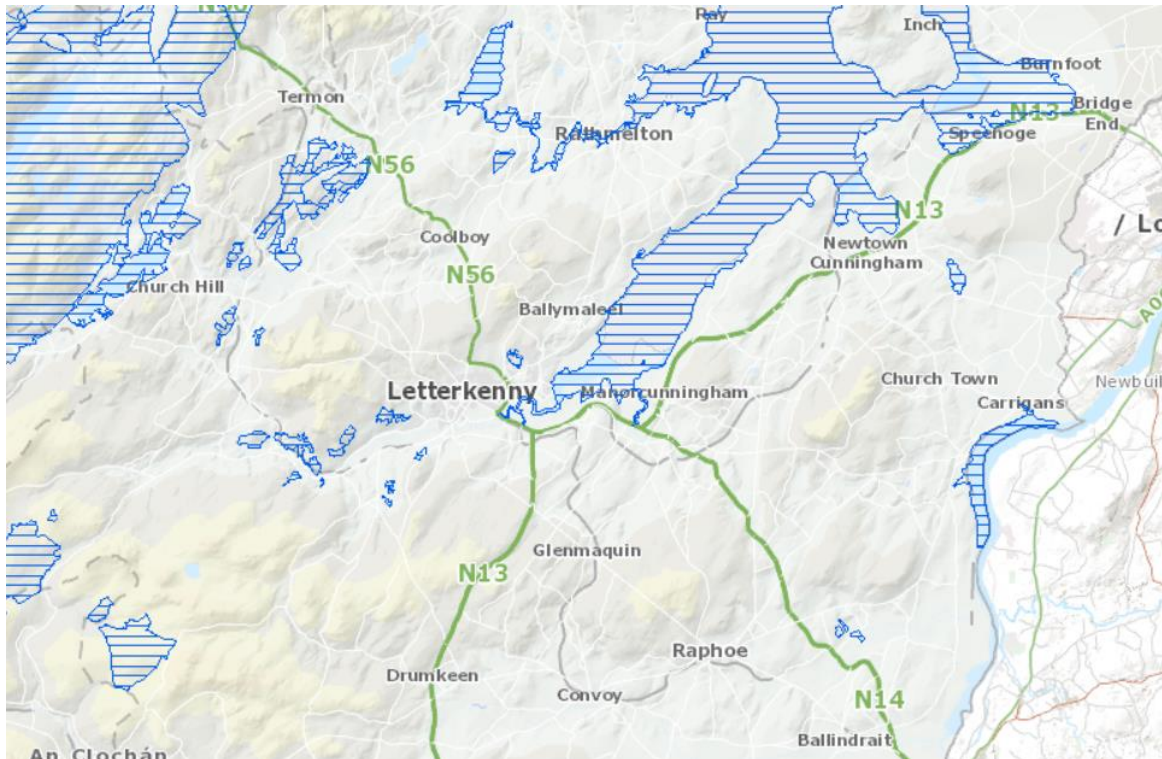 N56
Ray
Inch
Burnfoot
Termon
Bridge
End
N13
Rathmelton
Speenoge
N56
N13
/ Lo
Coolboy
Newtown
Cunningham
N56
Church Hill
Ballymaleel
A
Church Town
Newbuil
Letterkenny
Manorcunningham
Carrigans
Glenmaquin
N13
Raphoe
Drumkeen
Convoy
N14
Ballindrait
An Clochán